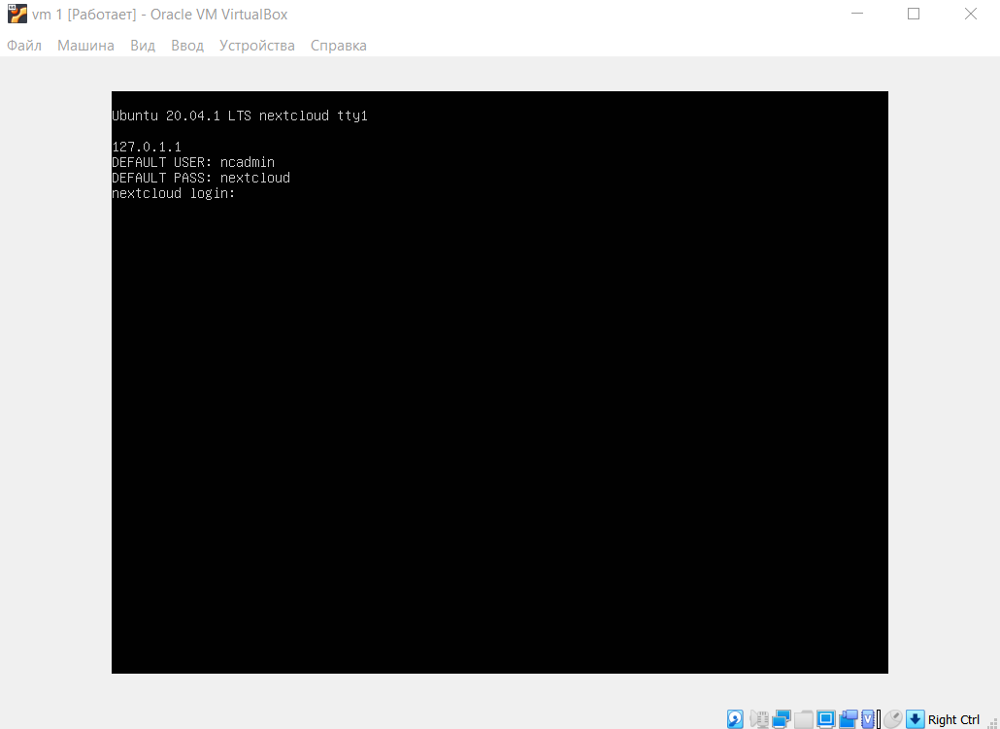 vm 1 [Работает] - Oracle VM VirtualBox
Файл Машина Вид Ввод Устройства Справка
Ubuntu 20.04.1 LTS nextcloud tty1
127.0.1.1
DEFAULT USER: ncadmin
DEFAULT PASS: nextcloud
nextcloud login:
Right Ctrl